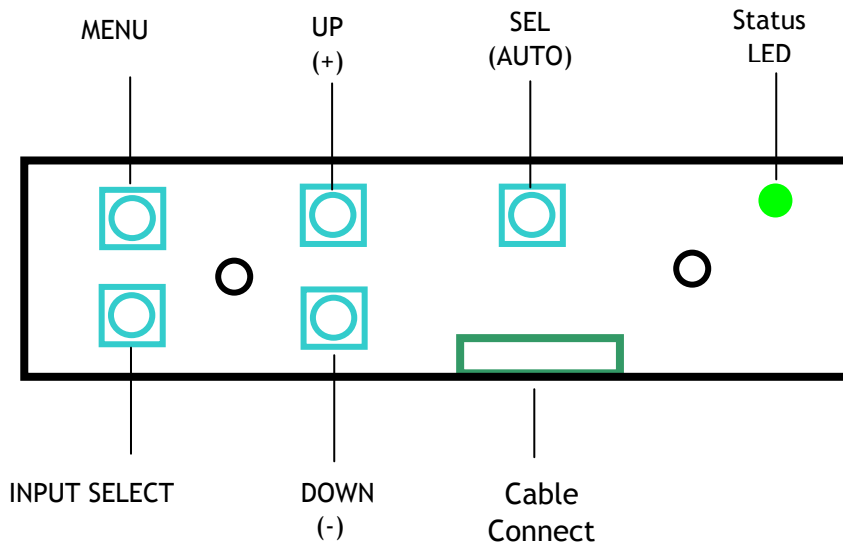 MENU
UP
(+)
SEL
(AUTO)
Status
LED
INPUT SELECT
DOWN
(-)
Cable
Connect